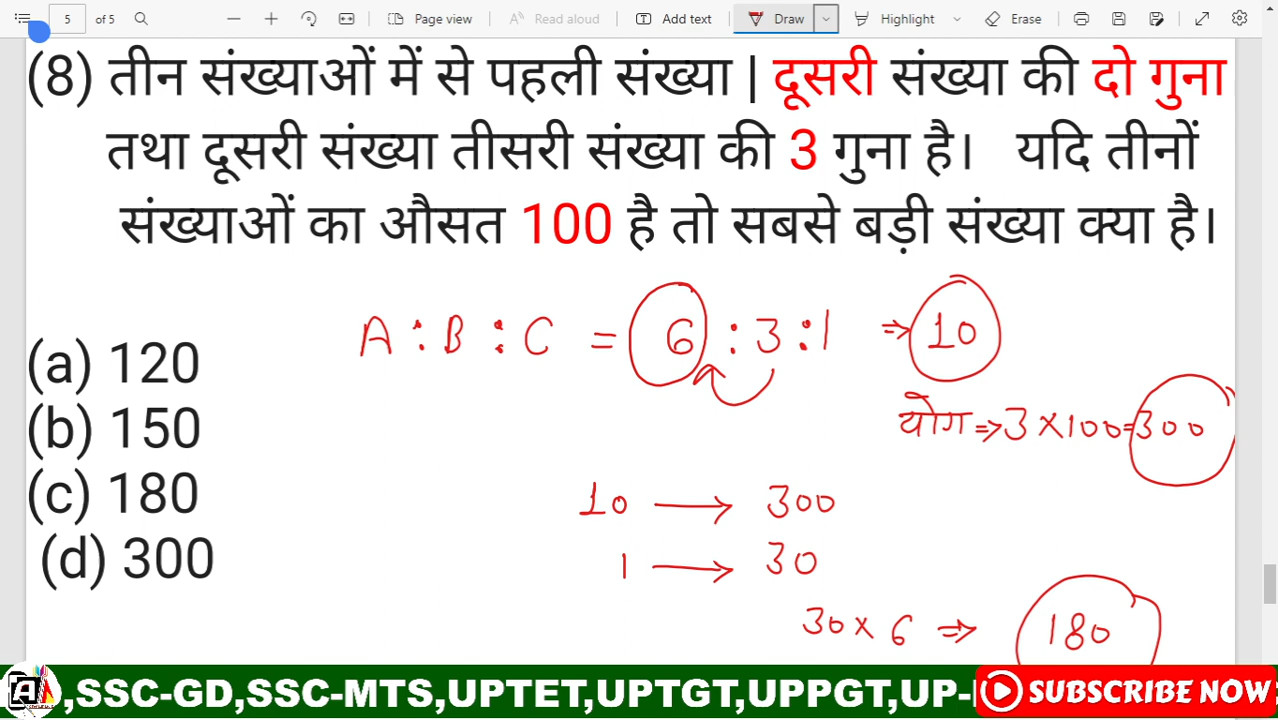 5 of 5 Page view Read aloud Add text Draw Highlight Erase
(8) तीन संख्याओं में से पहली संख्या | दूसरी संख्या की दो गुना
तथा दूसरी संख्या तीसरी संख्या की 3 गुना है। यदि तीनों
संख्याओं का औसत 100 है तो सबसे बड़ी संख्या क्या है।
A : B : C = 6 : 3 : 1 ⇒ 10
(a) 120
योग ⇒ 3 × 100 = 300
(b) 150
(c) 180
10 → 300
(d) 300
1 → 30
30 × 6 ⇒ 180
,SSC-GD,SSC-MTS,UPTET,UPTGT,UPPGT,UP- SUBSCRIBE NOW